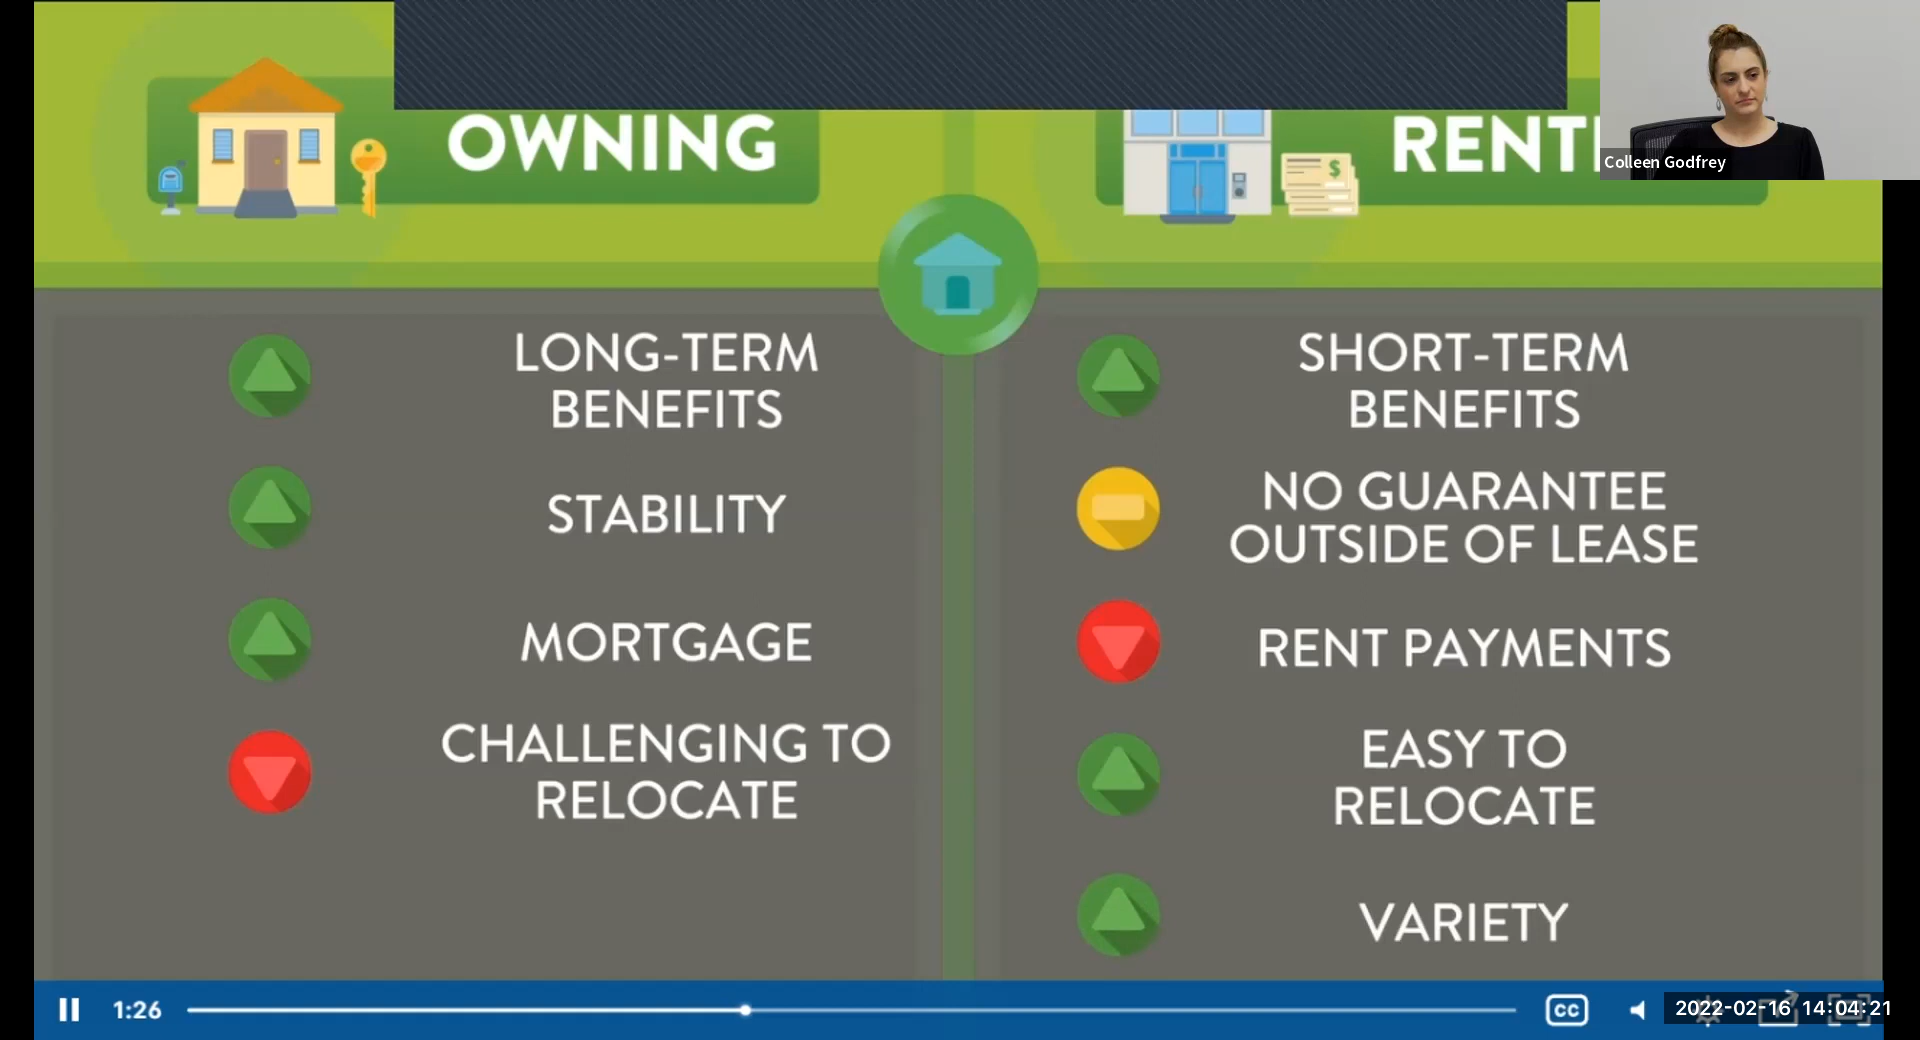 OWNING
Colleen Godfrey
LONG-TERM
BENEFITS
STABILITY
MORTGAGE
CHALLENGING TO
RELOCATE
SHORT-TERM
BENEFITS
NO GUARANTEE
OUTSIDE OF LEASE
RENT PAYMENTS
EASY TO
RELOCATE
VARIETY
1:26
CC
2022-02-16 14:04:21